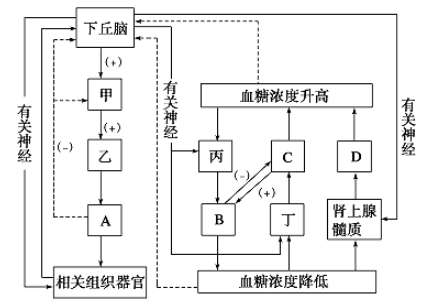 下丘脑
(+)
甲
(+)
乙
(−)
A
相关组织器官
有关神经
有关神经
有关神经
血糖浓度升高
丙
C
D
(−)
(+)
B
丁
肾上腺
髓质
血糖浓度降低